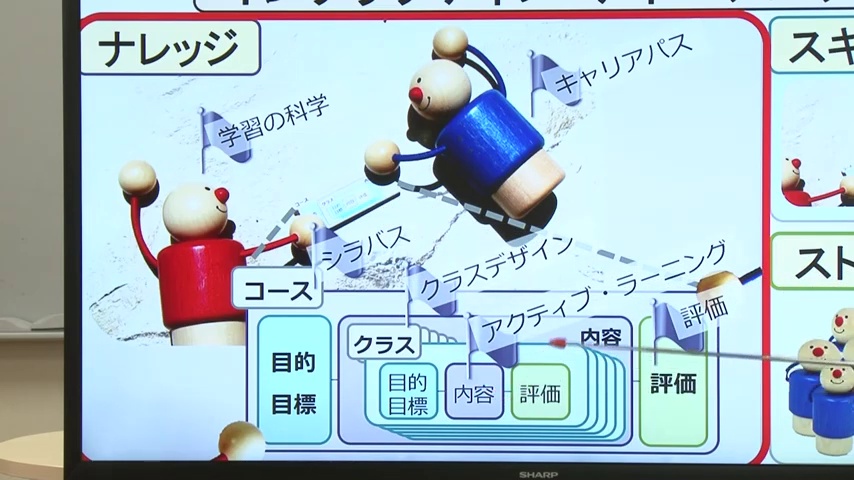 ナレッジ
スキ
キャリアパス
学習の科学
シラバス
クラスデザイン
アクティブ・ラーニング
評価
スト
コース
目的
目標
クラス
内容
目的
目標
内容
評価
評価
SHARP